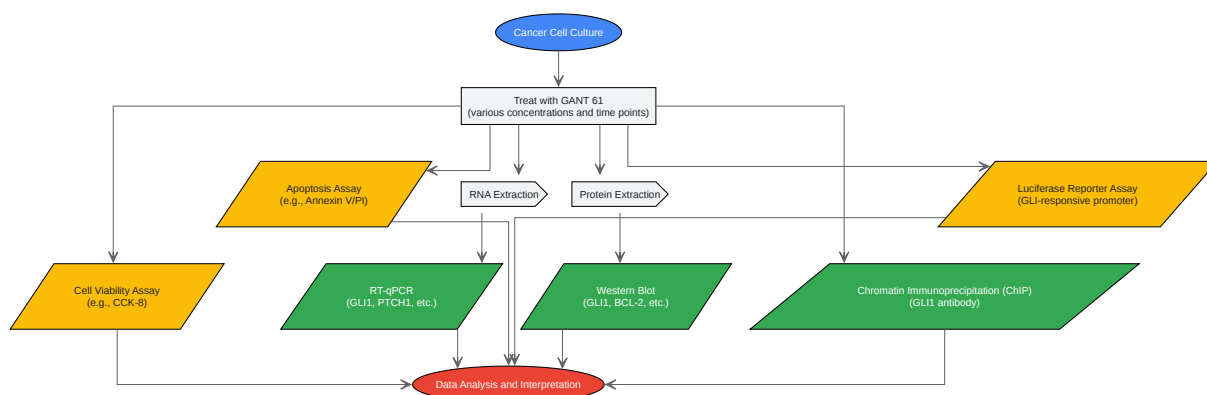 Cancer Cell Culture
Treat with GANT 61
(various concentrations and time points)
Apoptosis Assay
(e.g., Annexin V/PI)
RNA Extraction
Protein Extraction
Luciferase Reporter Assay
(GLI-responsive promoter)
Cell Viability Assay
(e.g., CCK-8)
RT-qPCR
(GLI1, PTCH1, etc.)
Western Blot
(GLI1, BCL-2, etc.)
Chromatin Immunoprecipitation (ChIP)
(GLI1 antibody)
Data Analysis and Interpretation